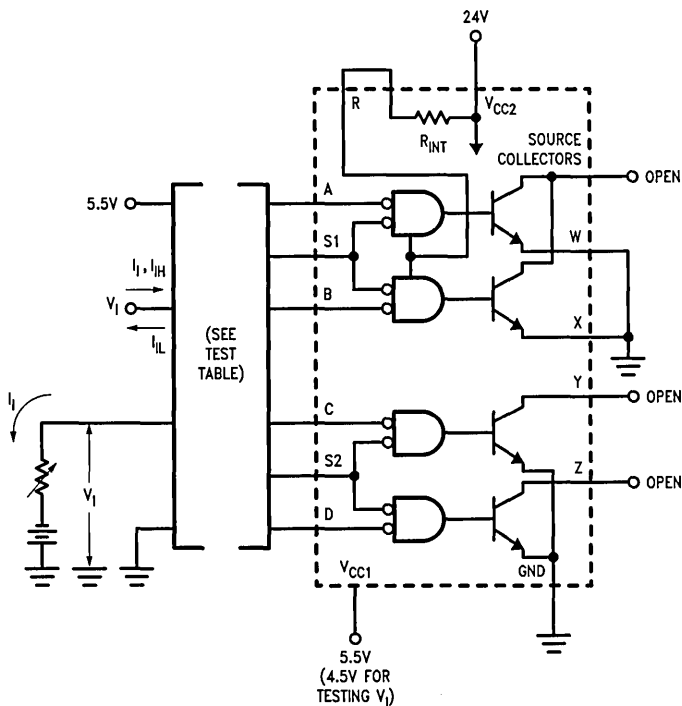 24V
R
VCC2
RINT
SOURCE
COLLECTORS
OPEN
5.5V
A
W
S1
II, IIH
VI
B
X
IIL
(SEE
TEST
TABLE)
II
Y
OPEN
C
S2
Z
OPEN
VI
D
VCC1
GND
5.5V
(4.5V FOR
TESTING VI)